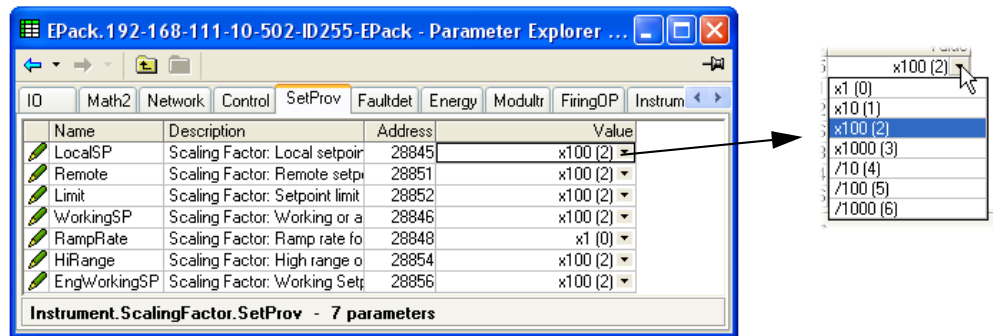 EPack.192-168-111-10-502-ID255-EPack - Parameter Explorer ...
IO Math2 Network Control SetProv Faultdet Energy Modultr FiringOP Instrum
Name Description Address Value
LocalSP Scaling Factor: Local setpoin 28845 x100 (2)
Remote Scaling Factor: Remote setp 28851 x100 (2)
Limit Scaling Factor: Setpoint limit 28852 x100 (2)
WorkingSP Scaling Factor: Working or a 28846 x100 (2)
RampRate Scaling Factor: Ramp rate fo 28848 x1 (0)
HiRange Scaling Factor: High range o 28854 x100 (2)
EngWorkingSP Scaling Factor: Working Setp 28856 x100 (2)
Instrument.ScalingFactor.SetProv - 7 parameters
x100 (2)
x1 (0)
x10 (1)
x100 (2)
x1000 (3)
/10 (4)
/100 (5)
/1000 (6)